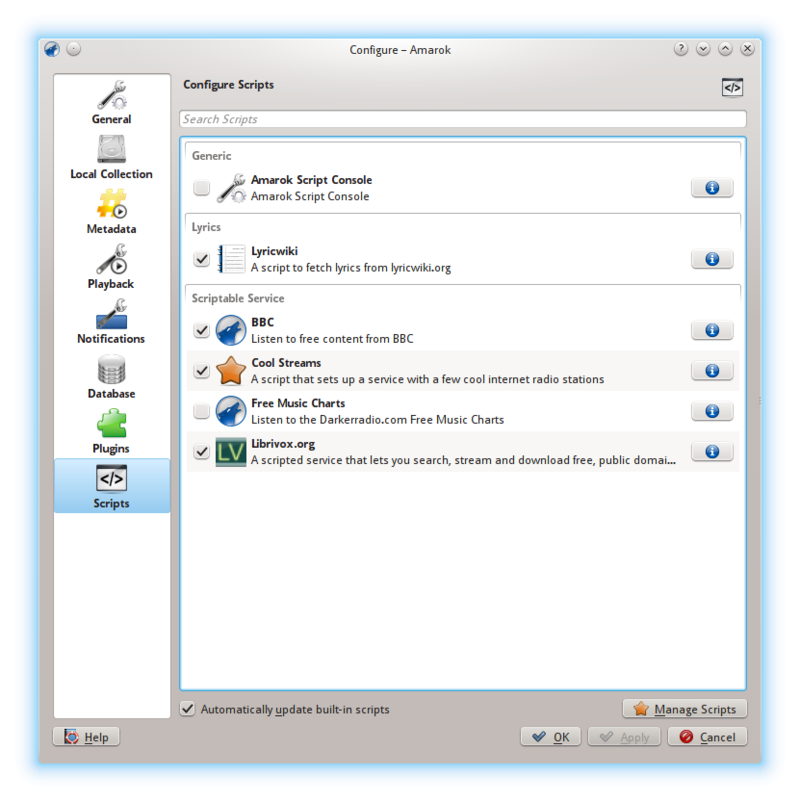 Configure – Amarok
General
Local Collection
Metadata
Playback
Notifications
Database
Plugins
</>
Scripts
Configure Scripts
</>
Search Scripts
Generic
Amarok Script Console
Amarok Script Console
Lyrics
Lyricwiki
A script to fetch lyrics from lyricwiki.org
Scriptable Service
BBC
Listen to free content from BBC
Cool Streams
A script that sets up a service with a few cool internet radio stations
Free Music Charts
Listen to the Darkerradio.com Free Music Charts
LV
Librivox.org
A scripted service that lets you search, stream and download free, public domai...
Automatically update built-in scripts
Manage Scripts
Help
OK
Apply
Cancel